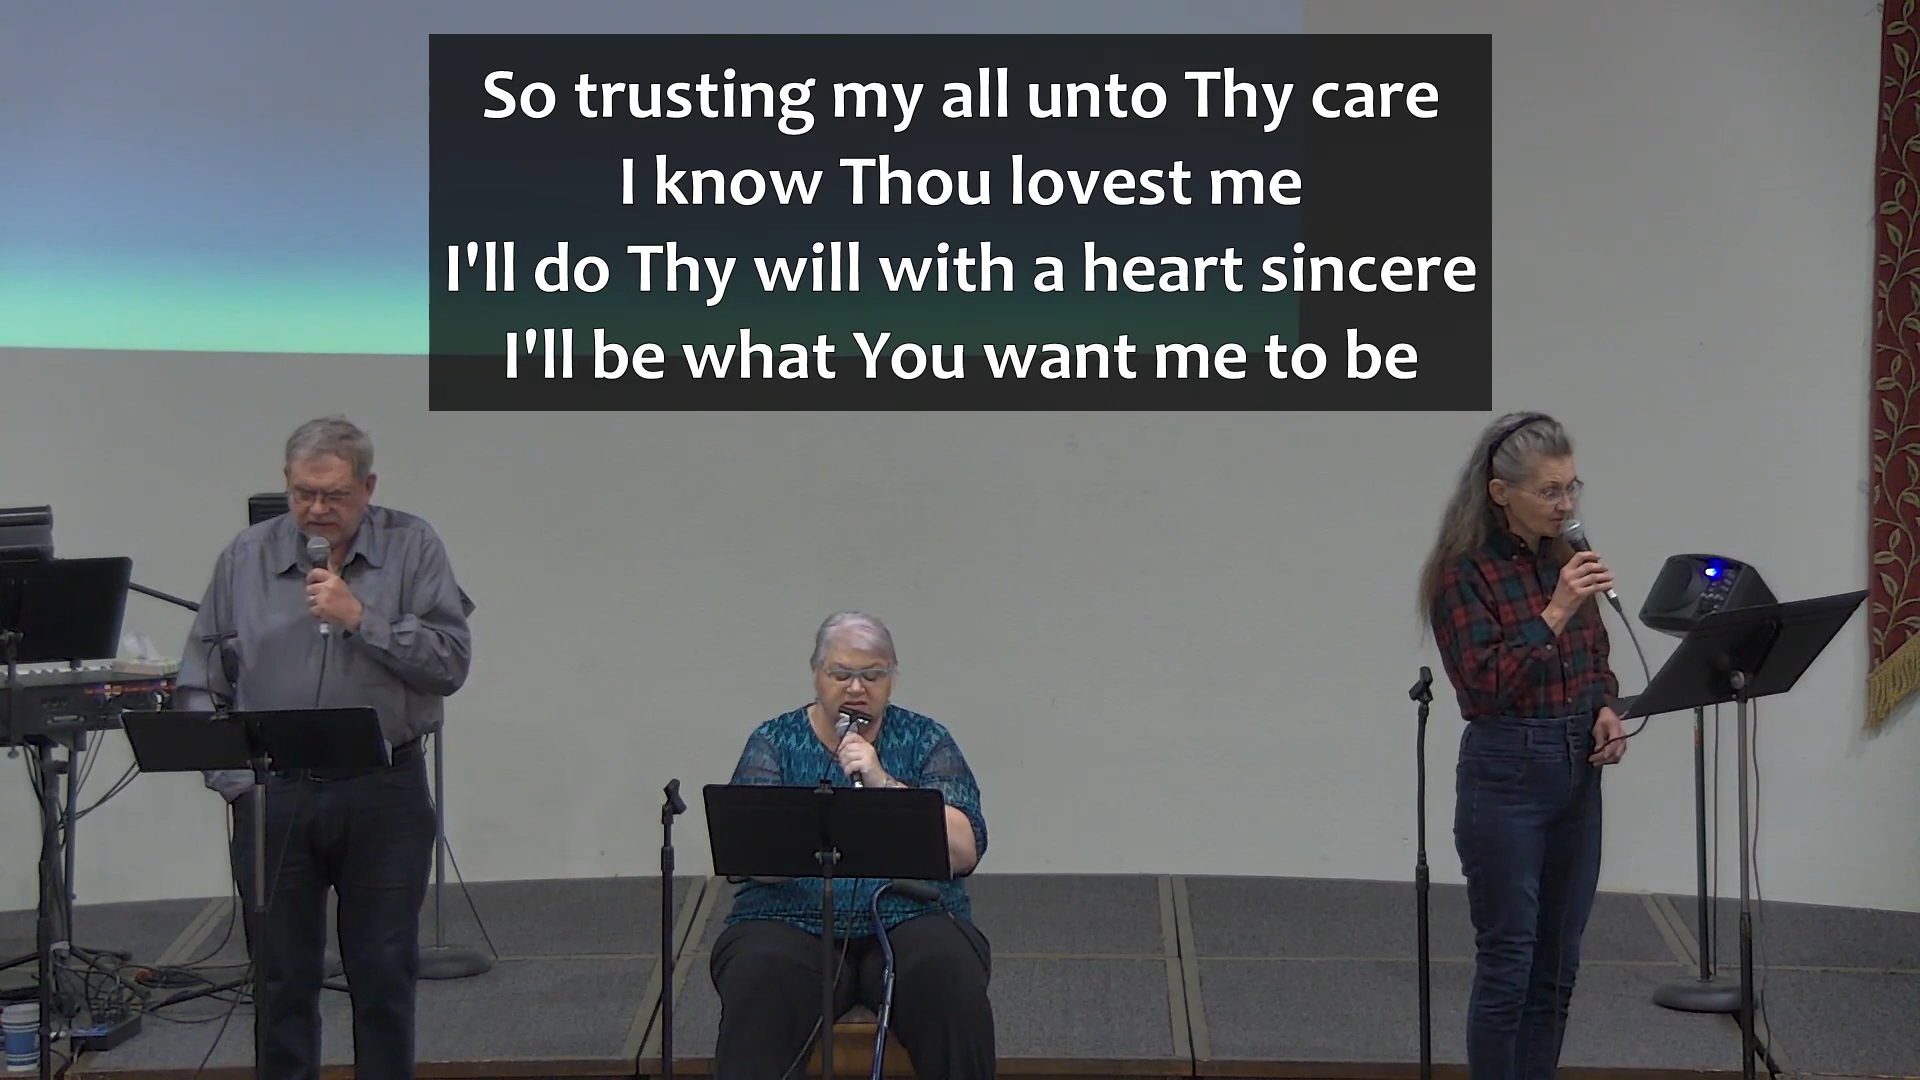 So trusting my all unto Thy care
I know Thou lovest me
I'll do Thy will with a heart sincere
I'll be what You want me to be